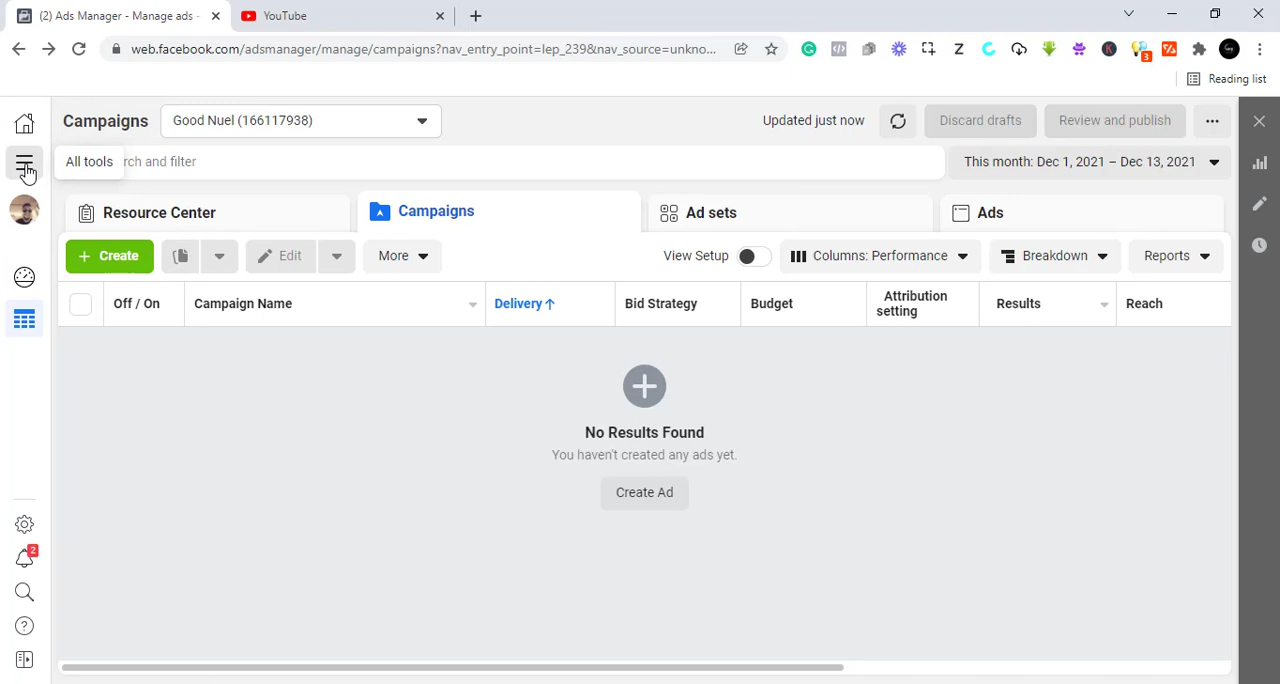 (2) Ads Manager - Manage ads -
YouTube
web.facebook.com/adsmanager/manage/campaigns?nav_entry_point=lep_239&nav_source=unkno...
3
Reading list
Campaigns
Good Nuel (166117938)
Updated just now
Discard drafts
Review and publish
All tools
rch and filter
This month: Dec 1, 2021 – Dec 13, 2021
Resource Center
Campaigns
Ad sets
Ads
+ Create
Edit
More
View Setup
Columns: Performance
Breakdown
Reports
Off / On
Campaign Name
Delivery ↑
Bid Strategy
Budget
Attribution
setting
Results
Reach
No Results Found
You haven't created any ads yet.
Create Ad
2